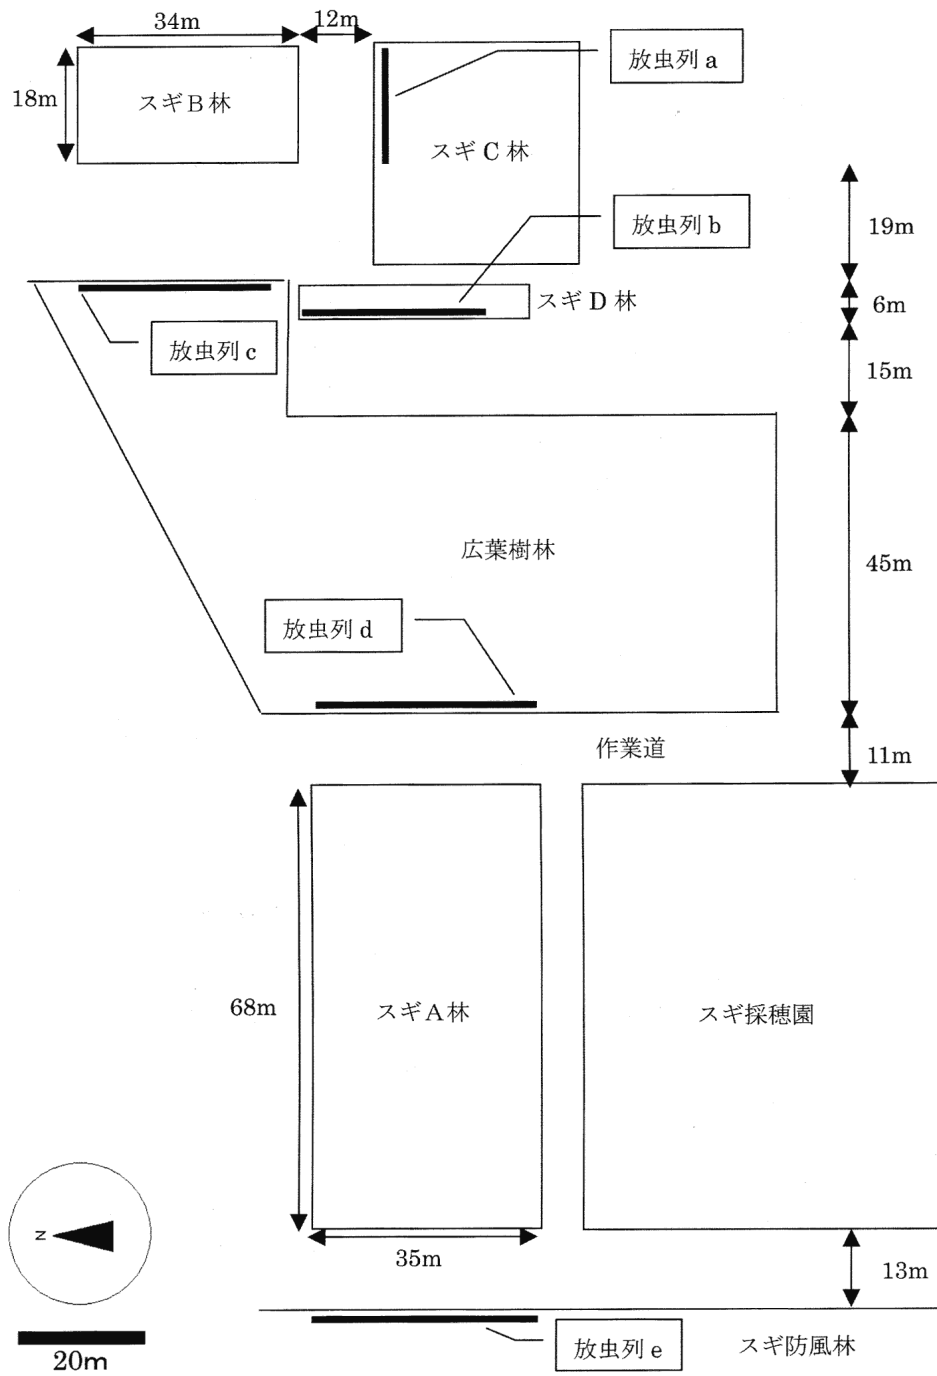 34m
12m
18m
スギB林
放虫列 a
スギC 林
放虫列 b
19m
スギD 林
6m
放虫列 c
15m
広葉樹林
45m
放虫列 d
作業道
11m
68m
スギA林
スギ採穂園
N
35m
13m
20m
放虫列 e
スギ防風林